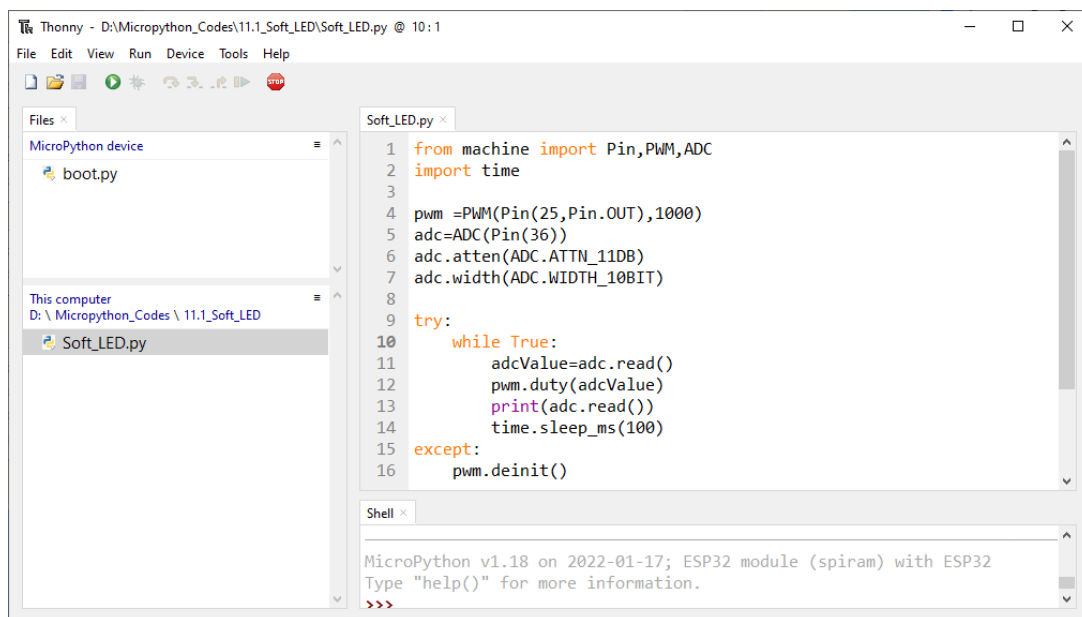 Thonny - D:\Micropython_Codes\11.1_Soft_LED\Soft_LED.py @ 10:1
File Edit View Run Device Tools Help
STOP
Files
MicroPython device
boot.py
This computer
D: \ Micropython_Codes \ 11.1_Soft_LED
Soft_LED.py
Soft_LED.py
1 from machine import Pin,PWM,ADC
2 import time
3
4 pwm =PWM(Pin(25,Pin.OUT),1000)
5 adc=ADC(Pin(36))
6 adc.atten(ADC.ATTN_11DB)
7 adc.width(ADC.WIDTH_10BIT)
8
9 try:
10     while True:
11         adcValue=adc.read()
12         pwm.duty(adcValue)
13         print(adc.read())
14         time.sleep_ms(100)
15 except:
16     pwm.deinit()
Shell
MicroPython v1.18 on 2022-01-17; ESP32 module (spiram) with ESP32
Type "help()" for more information.
>>>